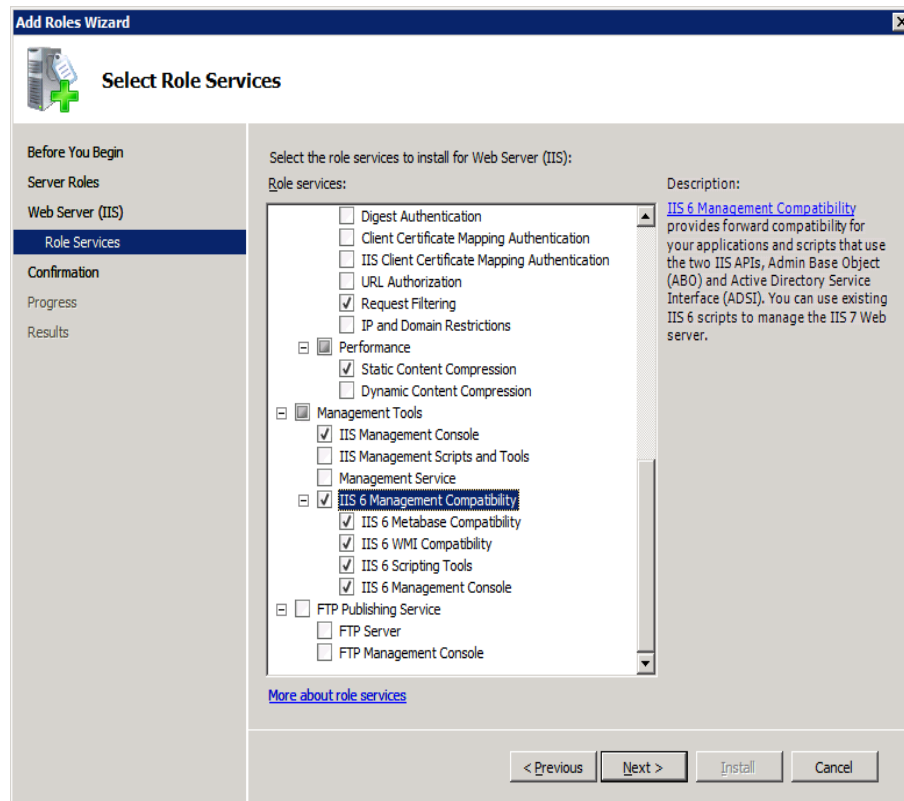 Add Roles Wizard
Select Role Services
Before You Begin
Server Roles
Web Server (IIS)
Role Services
Confirmation
Progress
Results
Select the role services to install for Web Server (IIS):
Role services:
Digest Authentication
Client Certificate Mapping Authentication
IIS Client Certificate Mapping Authentication
URL Authorization
Request Filtering
IP and Domain Restrictions
Performance
Static Content Compression
Dynamic Content Compression
Management Tools
IIS Management Console
IIS Management Scripts and Tools
Management Service
IIS 6 Management Compatibility
IIS 6 Metabase Compatibility
IIS 6 WMI Compatibility
IIS 6 Scripting Tools
IIS 6 Management Console
FTP Publishing Service
FTP Server
FTP Management Console
More about role services
Description:
IIS 6 Management Compatibility
provides forward compatibility for
your applications and scripts that use
the two IIS APIs, Admin Base Object
(ABO) and Active Directory Service
Interface (ADSI). You can use existing
IIS 6 scripts to manage the IIS 7 Web
server.
< Previous
Next >
Install
Cancel